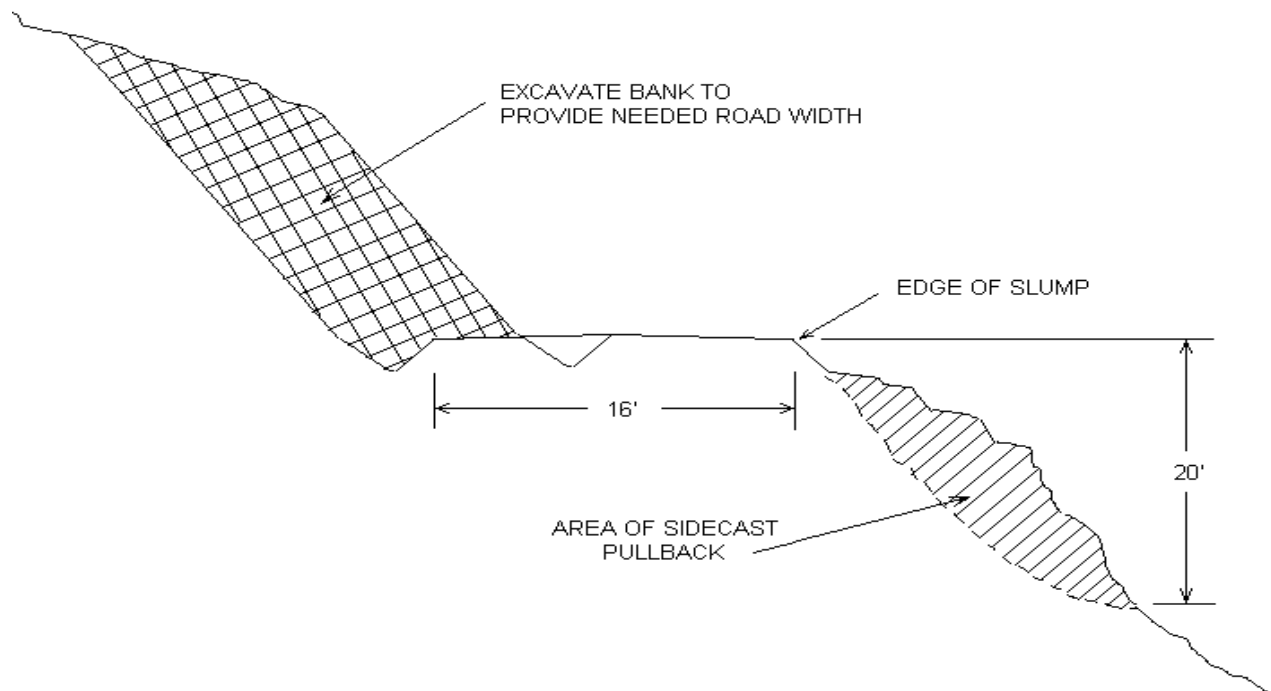 EXCAVATE BANK TO
PROVIDE NEEDED ROAD WIDTH
EDGE OF SLUMP
16'
20'
AREA OF SIDECAST
PULLBACK